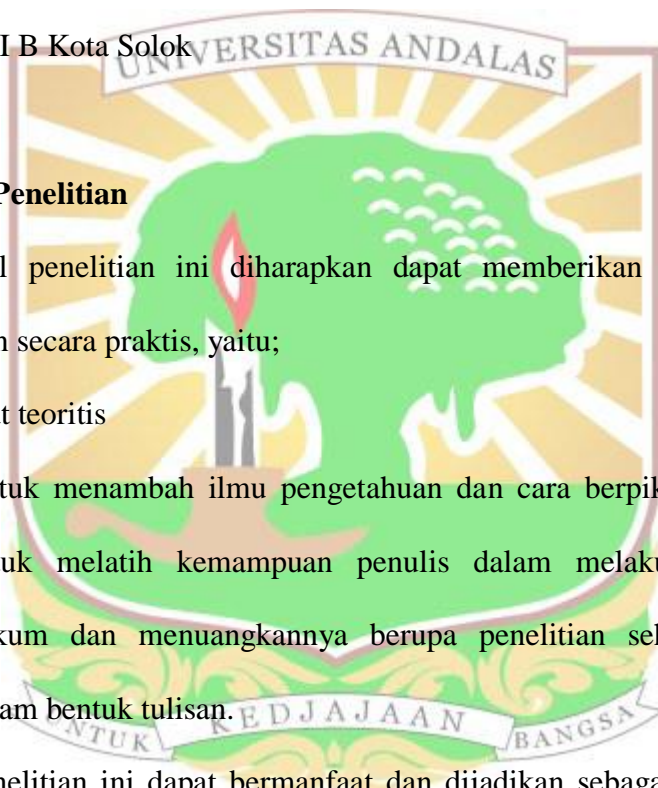 I B Kota Solok
UNIVERSITAS ANDALAS
Penelitian
penelitian ini diharapkan dapat memberikan
secara praktis, yaitu;
teoritis
menambah ilmu pengetahuan dan cara berpik
melatih kemampuan penulis dalam melaku
kum dan menuangkannya berupa penelitian sel
am bentuk tulisan.
UNTUK KEDJAJAAN BANGSA
nelitian ini dapat bermanfaat dan dijadikan sebaga